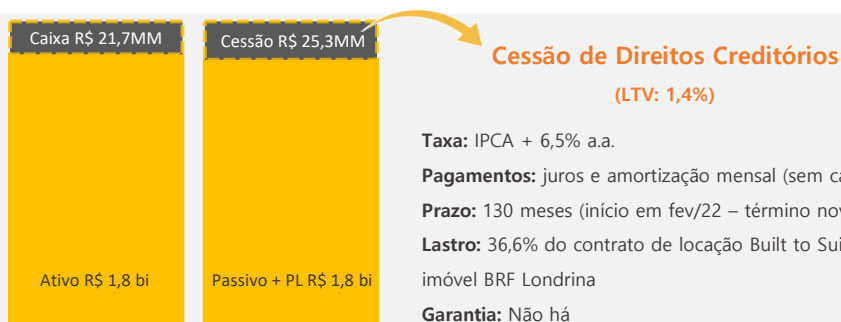 Caixa R$ 21,7MM
Cessão R$ 25,3MM
Ativo R$ 1,8 bi
Passivo + PL R$ 1,8 bi
Cessão de Direitos Creditórios
(LTV: 1,4%)
Taxa: IPCA + 6,5% a.a.
Pagamentos: juros e amortização mensal (sem
Prazo: 130 meses (início em fev/22 – término
Lastro: 36,6% do contrato de locação Built to
imóvel BRF Londrina
Garantia: Não há